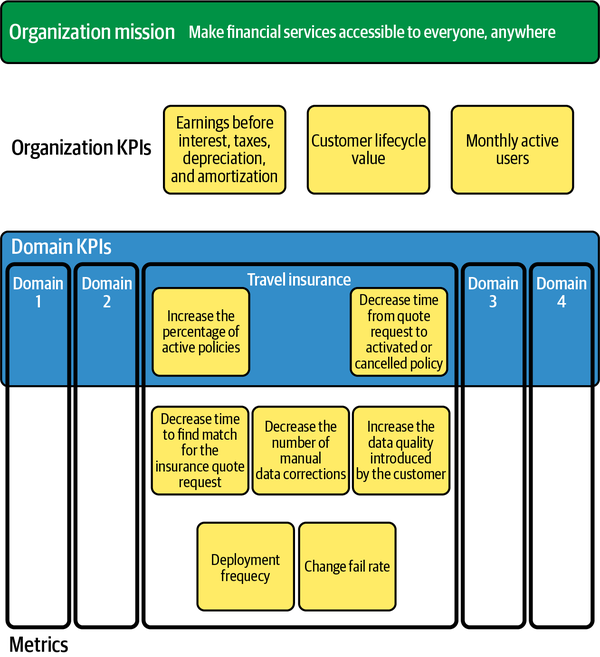 Organization mission Make financial services accessible to everyone, anywhere
Organization KPIs
Earnings before
interest, taxes,
depreciation,
and amortization
Customer lifecycle
value
Monthly active
users
Domain KPIs
Domain
1
Domain
2
Travel insurance
Domain
3
Domain
4
Increase the
percentage of
active policies
Decrease time
from quote
request to
activated or
cancelled policy
Decrease time
to find match
for the
insurance quote
request
Decrease the
number of
manual
data corrections
Increase the
data quality
introduced
by the customer
Deployment
frequecy
Change fail rate
Metrics